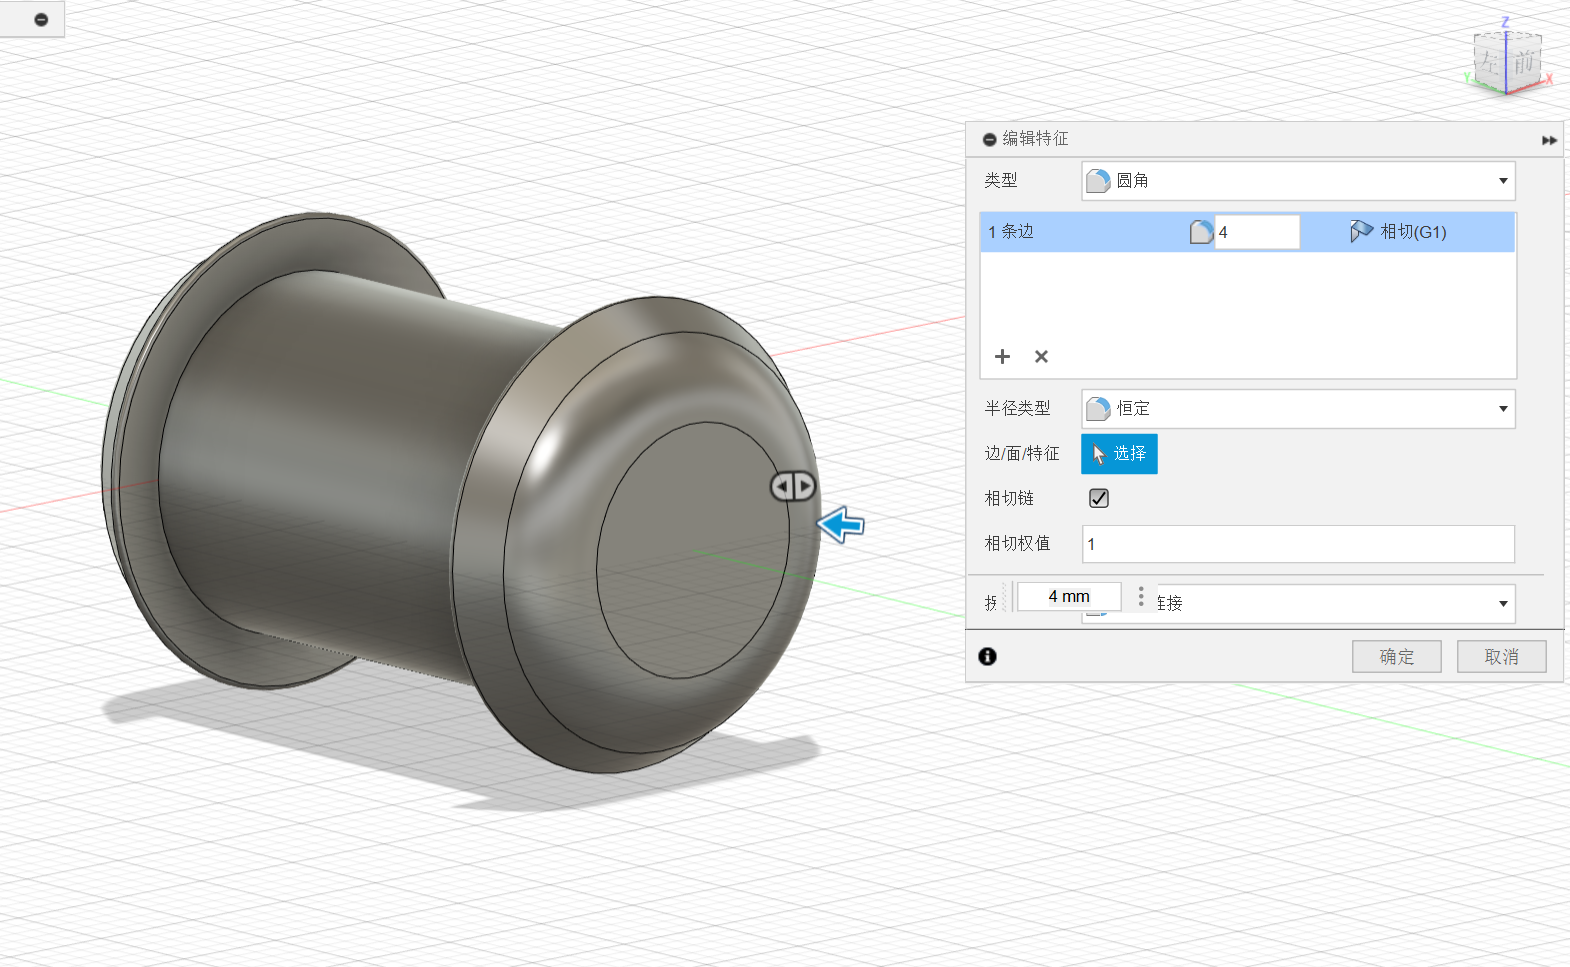 Z
左 前
Y X
编辑特征
类型 圆角
1 条边 4 相切(G1)
半径类型 恒定
边/面/特征 选择
相切链
相切权值 1
4 mm 连接
确定 取消